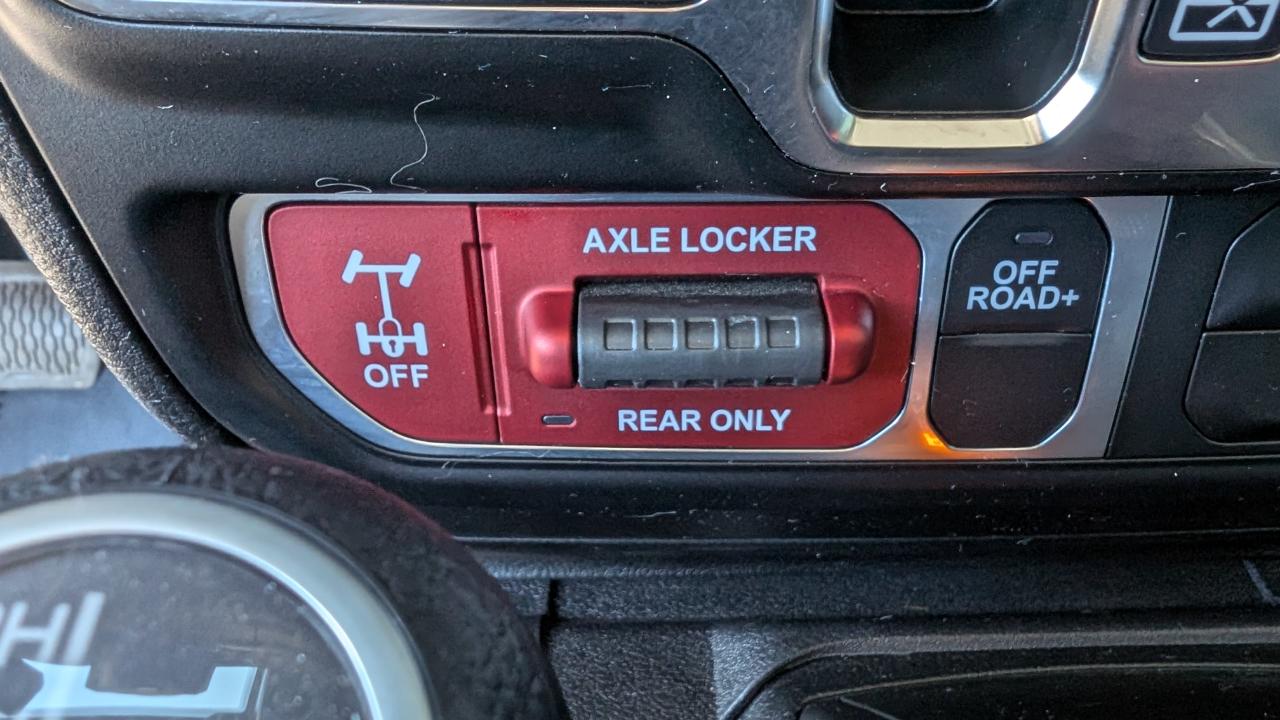 AXLE LOCKER
OFF
REAR ONLY
OFF
ROAD+